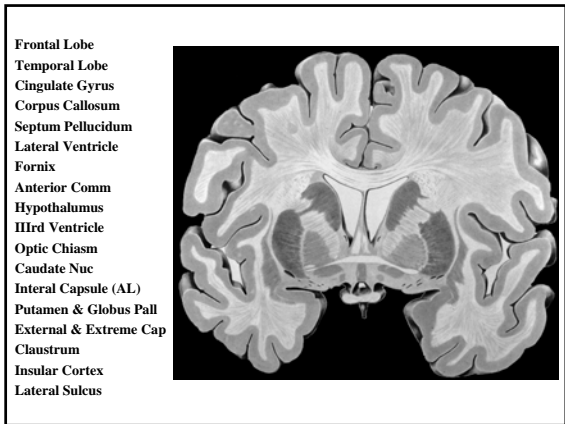 Frontal Lobe
Temporal Lobe
Cingulate Gyrus
Corpus Callosum
Septum Pellucidum
Lateral Ventricle
Fornix
Anterior Comm
Hypothalumus
IIIrd Ventricle
Optic Chiasm
Caudate Nuc
Interal Capsule (AL)
Putamen & Globus Pall
External & Extreme Cap
Claustrum
Insular Cortex
Lateral Sulcus